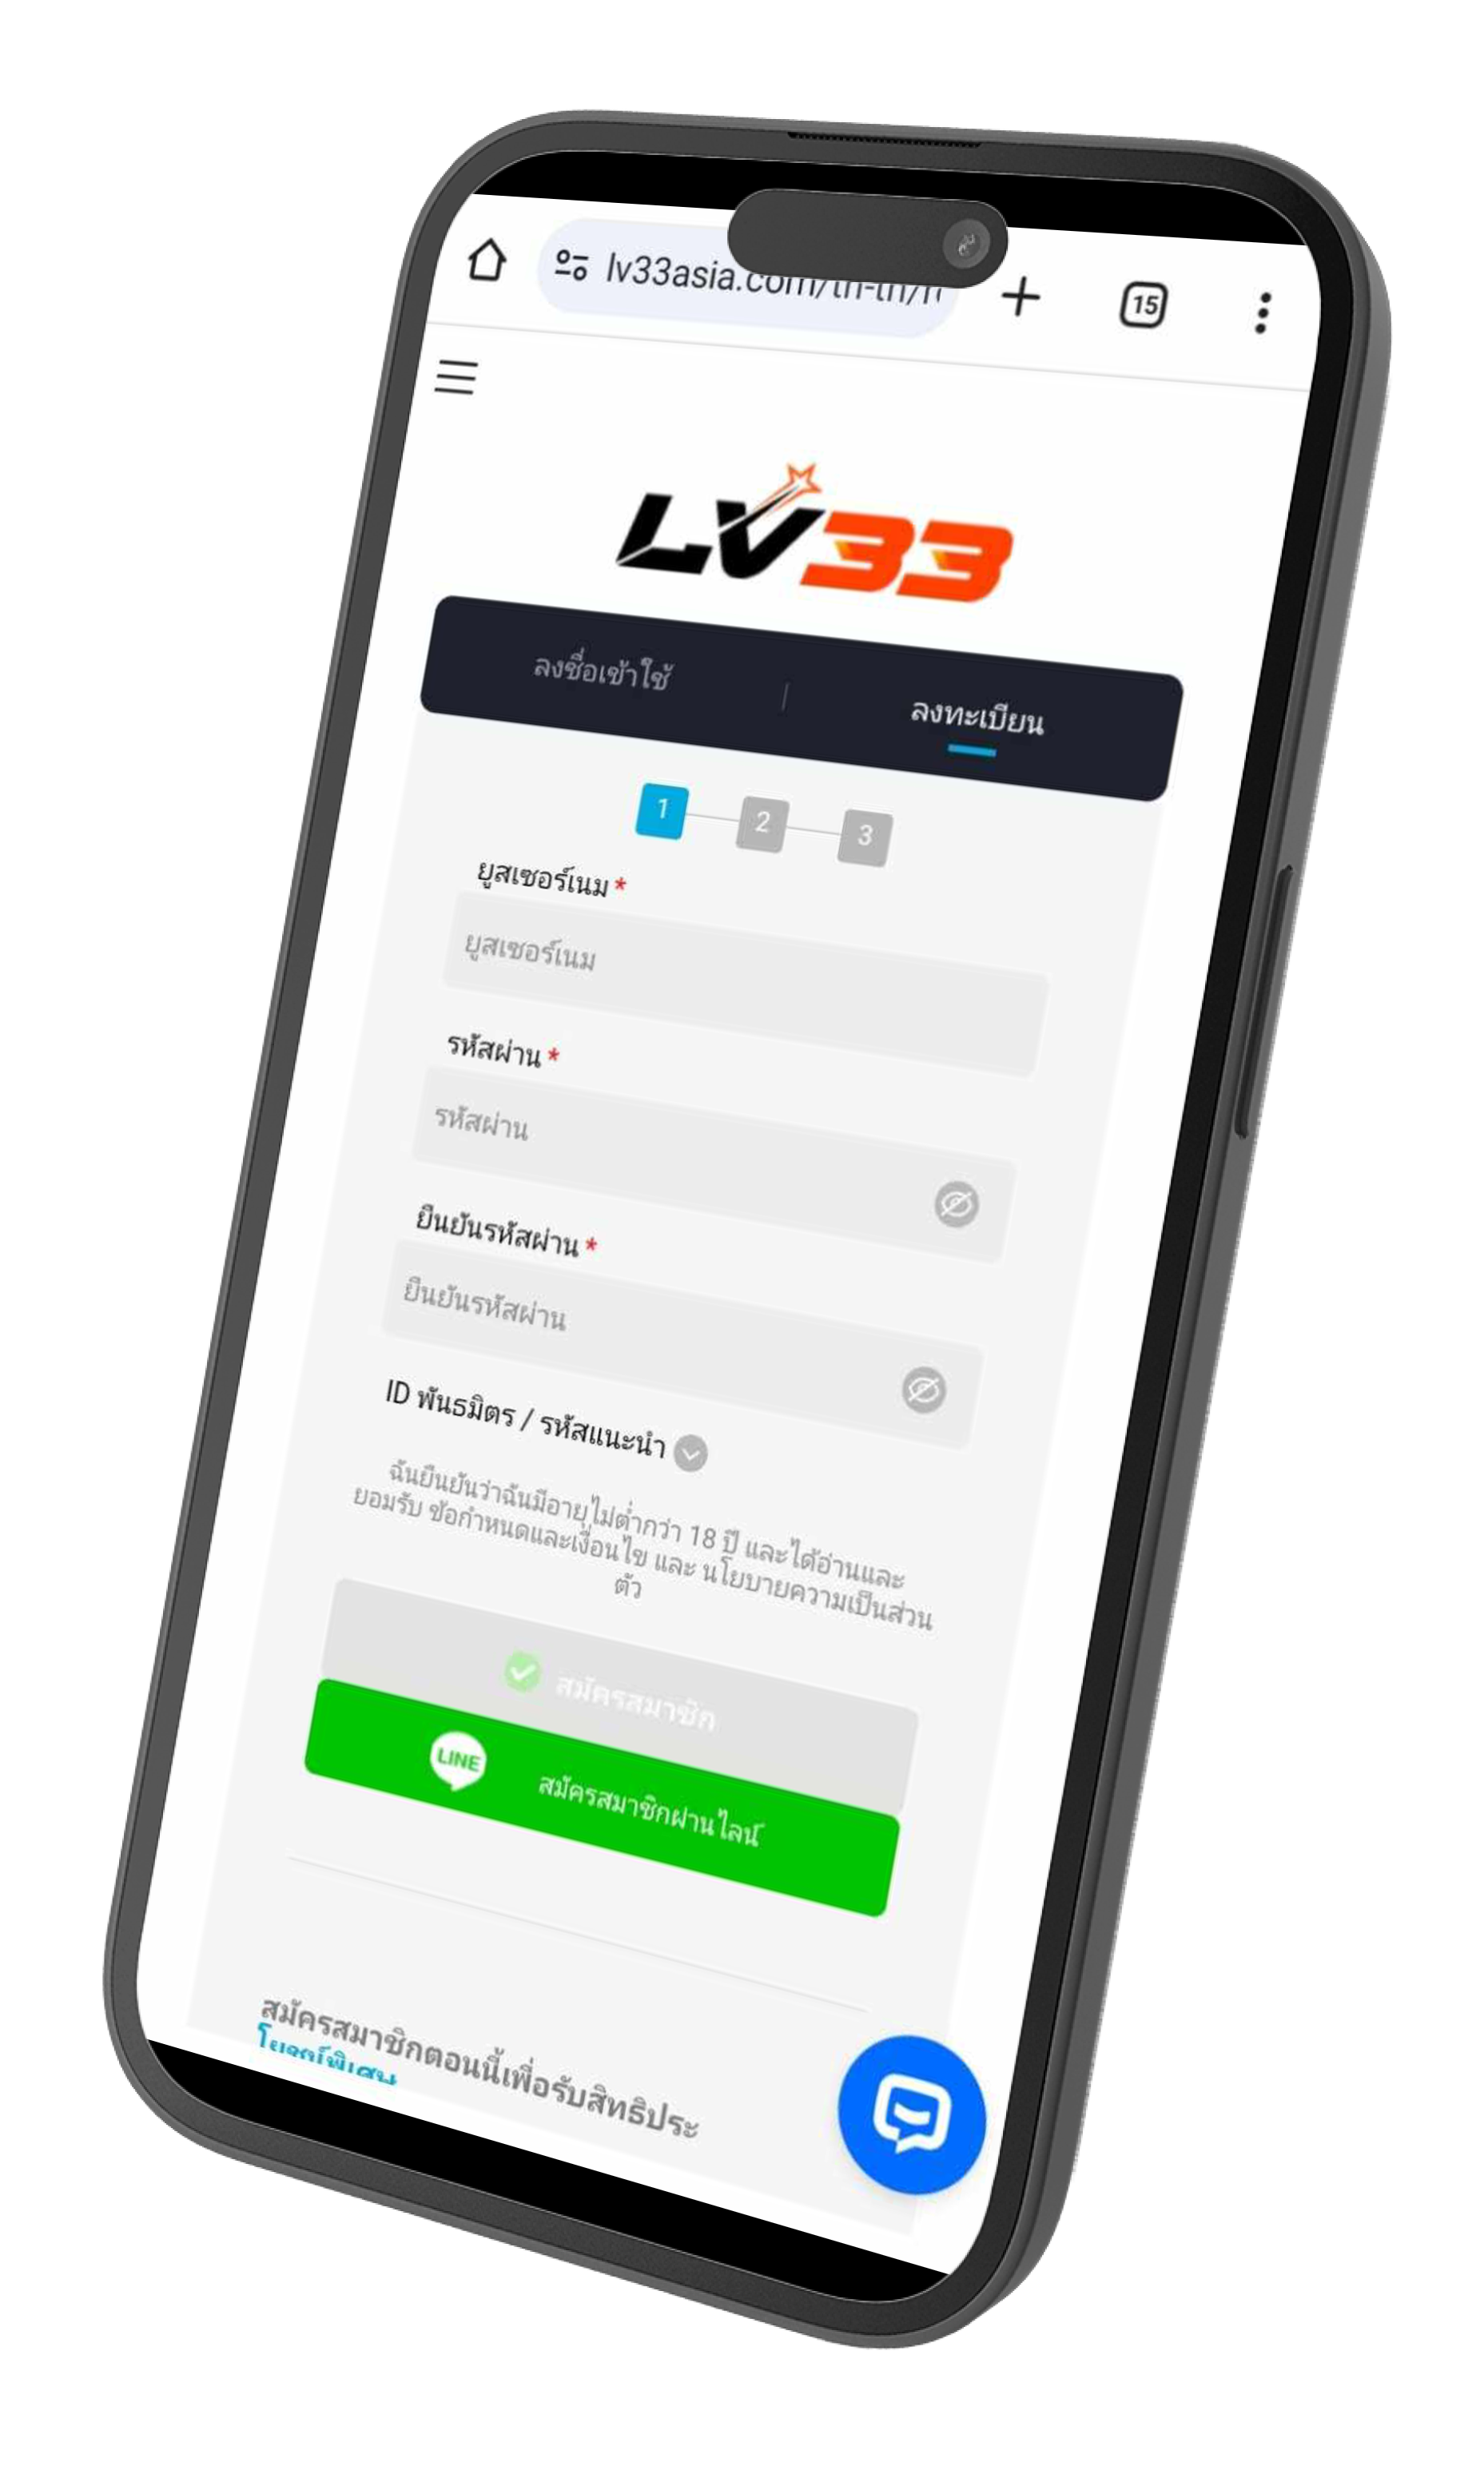 lv33asia.com/th-th/
15
LV33
ลงชื่อเข้าใช้
ลงทะเบียน
1 2 3
ยูสเซอร์เนม *
ยูสเซอร์เนม
รหัสผ่าน *
รหัสผ่าน
ยืนยันรหัสผ่าน *
ยืนยันรหัสผ่าน
ID พันธมิตร / รหัสแนะนำ
ฉันยืนยันว่าฉันมีอายุไม่ต่ำกว่า 18 ปี และได้อ่านและ
ยอมรับ ข้อกำหนดและเงื่อนไข และ นโยบายความเป็นส่วน
ตัว
สมัครสมาชิก
LINE
สมัครสมาชิกผ่านไลน์
สมัครสมาชิกตอนนี้เพื่อรับสิทธิประ
โยชน์พิเศษ